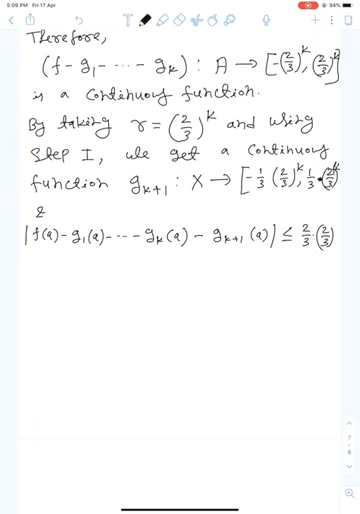 5:09 PM Fri 17 Apr
94%
Therefore,
(f - g₁ - ··· - gₖ) : A → [-(2/3)^k, (2/3)^k]
is a continuous function.
By taking r = (2/3)^k and using
Step I, we get a continuous
function gₖ₊₁ : X → [-1/3 (2/3)^k, 1/3 · (2/3)^k]
&
|f(a) - g₁(a) - ··· - gₖ(a) - gₖ₊₁(a)| ≤ 2/3 · (2/3)
7
8